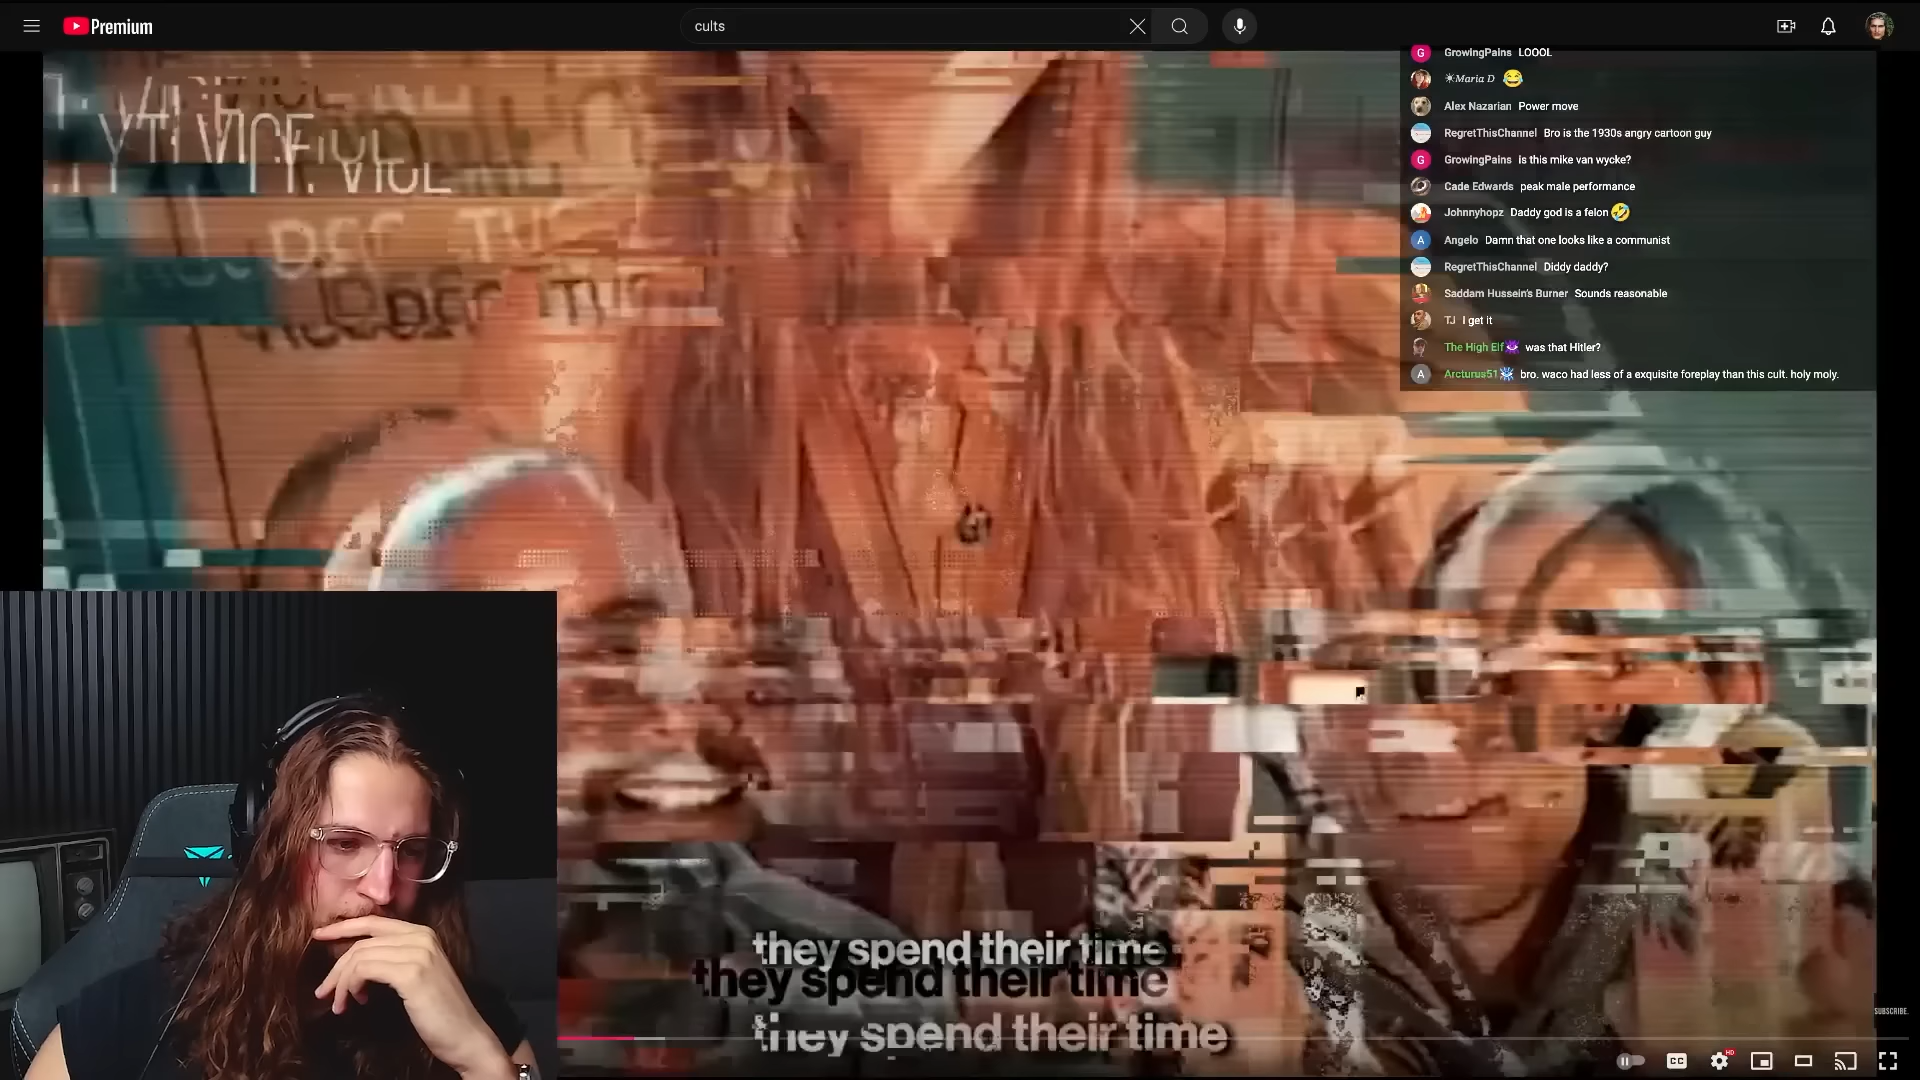 Premium
cults
GrowingPains LOOOL
☀Maria D 😂
Alex Nazarian Power move
RegretThisChannel Bro is the 1930s angry cartoon guy
G GrowingPains is this mike van wycke?
Cade Edwards peak male performance
Johnnyhopz Daddy god is a felon 🤣
A Angelo Damn that one looks like a communist
RegretThisChannel Diddy daddy?
Saddam Hussein's Burner Sounds reasonable
TJ I get it
The High Elf was that Hitler?
A Arcturus51 bro. waco had less of a exquisite foreplay than this cult. holy moly.
YT: VICE
they spend their time
they spend their time
they spend their time
SUBSCRIBE.
CC
HD